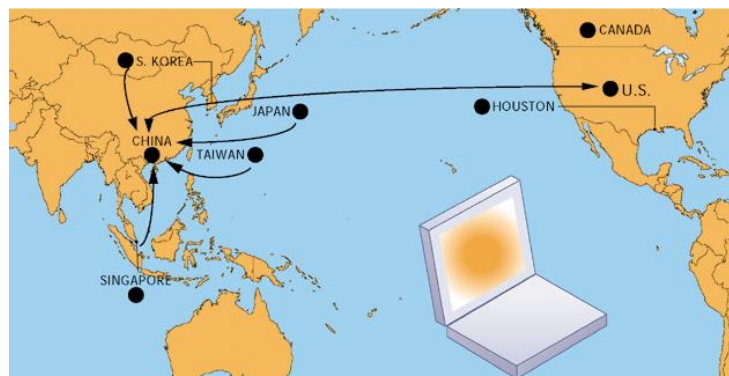 CANADA
S. KOREA
U.S.
JAPAN
HOUSTON
CHINA
TAIWAN
SINGAPORE